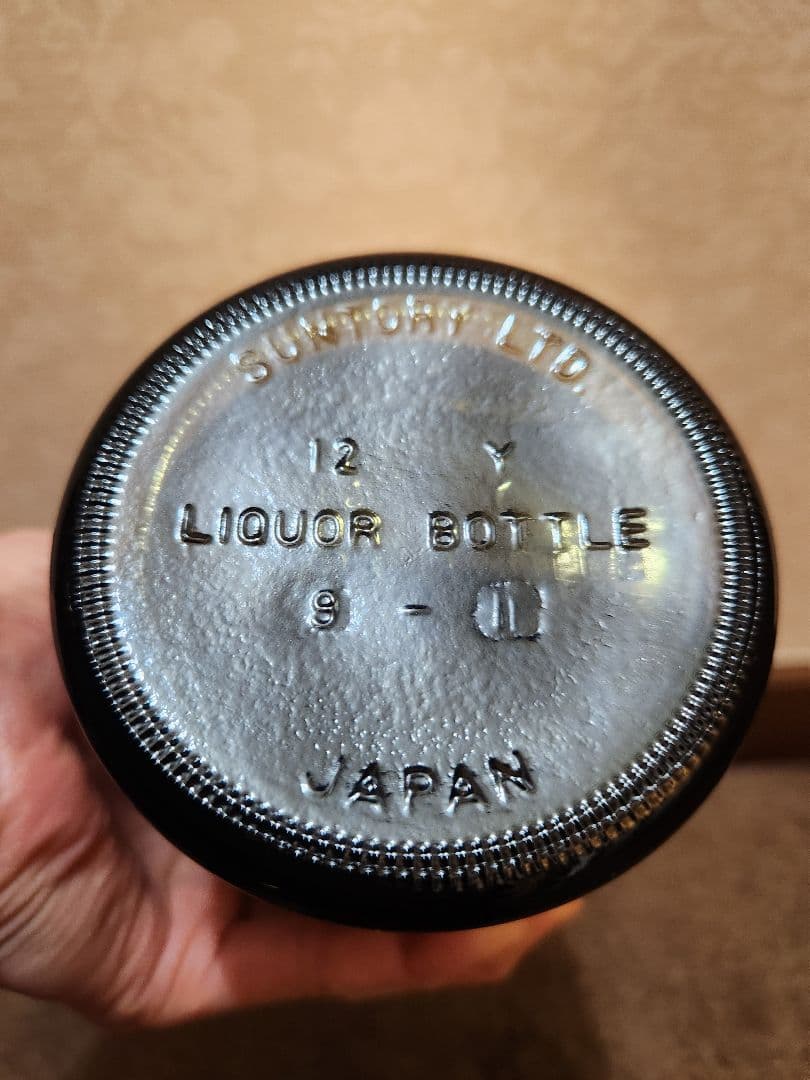 SUNTORY LTD.
12 Y
LIQUOR BOTTLE
9 - 11
JAPAN